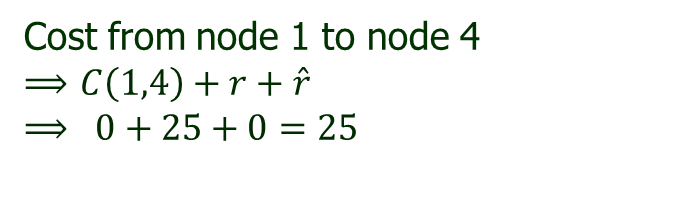 Cost from node 1 to node 4
⟹ C(1,4) + r + r̂
⟹ 0 + 25 + 0 = 25